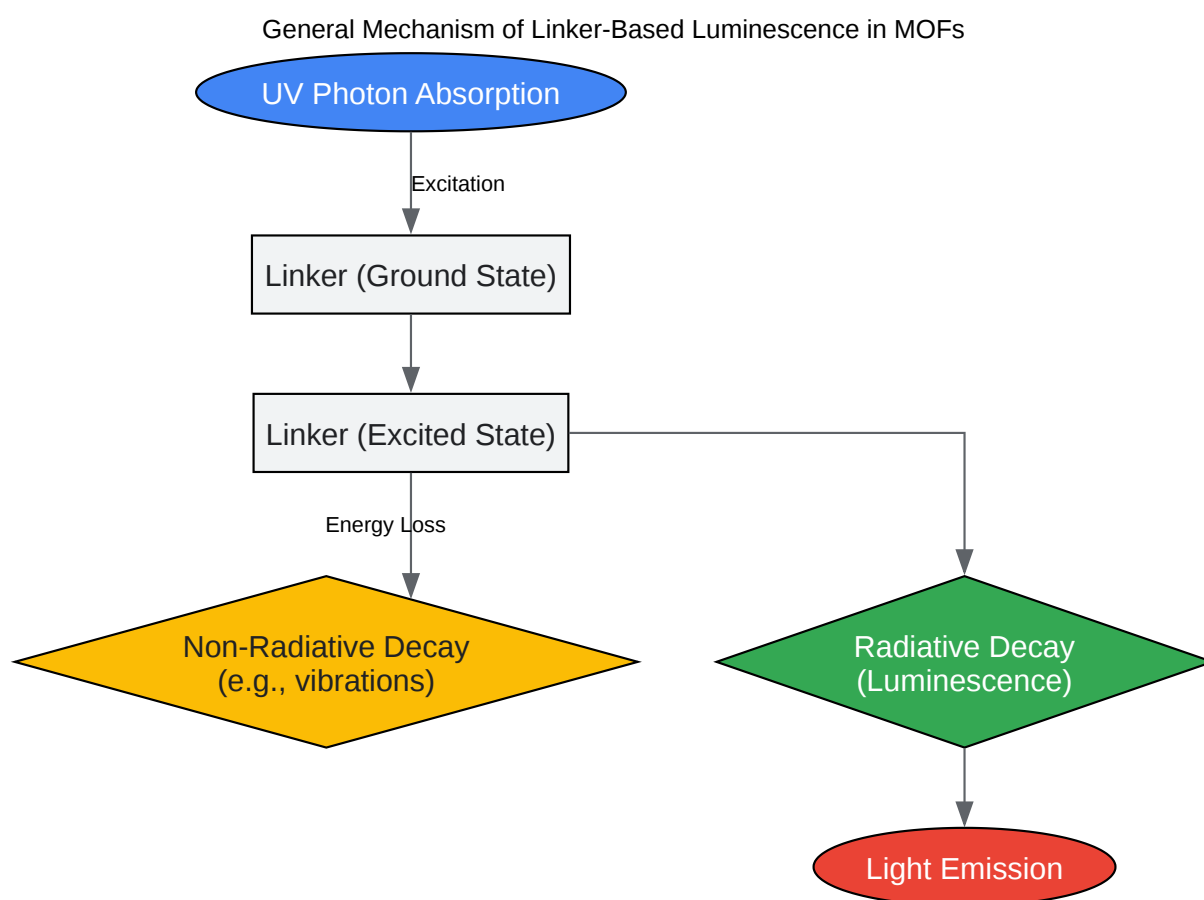 General Mechanism of Linker-Based Luminescence in MOFs
UV Photon Absorption
Excitation
Linker (Ground State)
Linker (Excited State)
Energy Loss
Non-Radiative Decay
(e.g., vibrations)
Radiative Decay
(Luminescence)
Light Emission